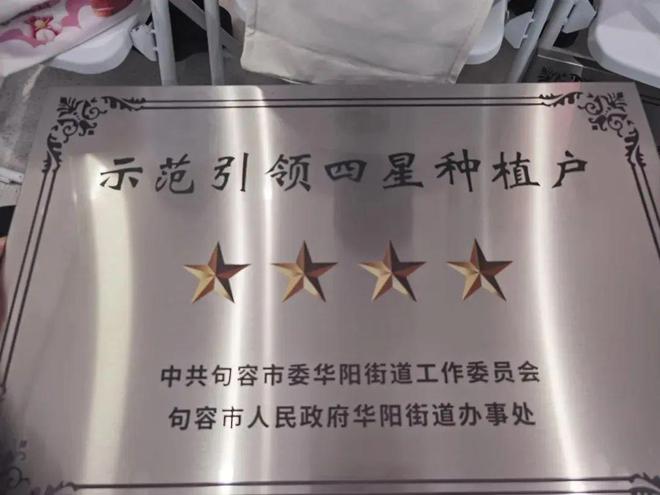 示范引领四星种植户
中共句容市委华阳街道工作委员会
句容市人民政府华阳街道办事处